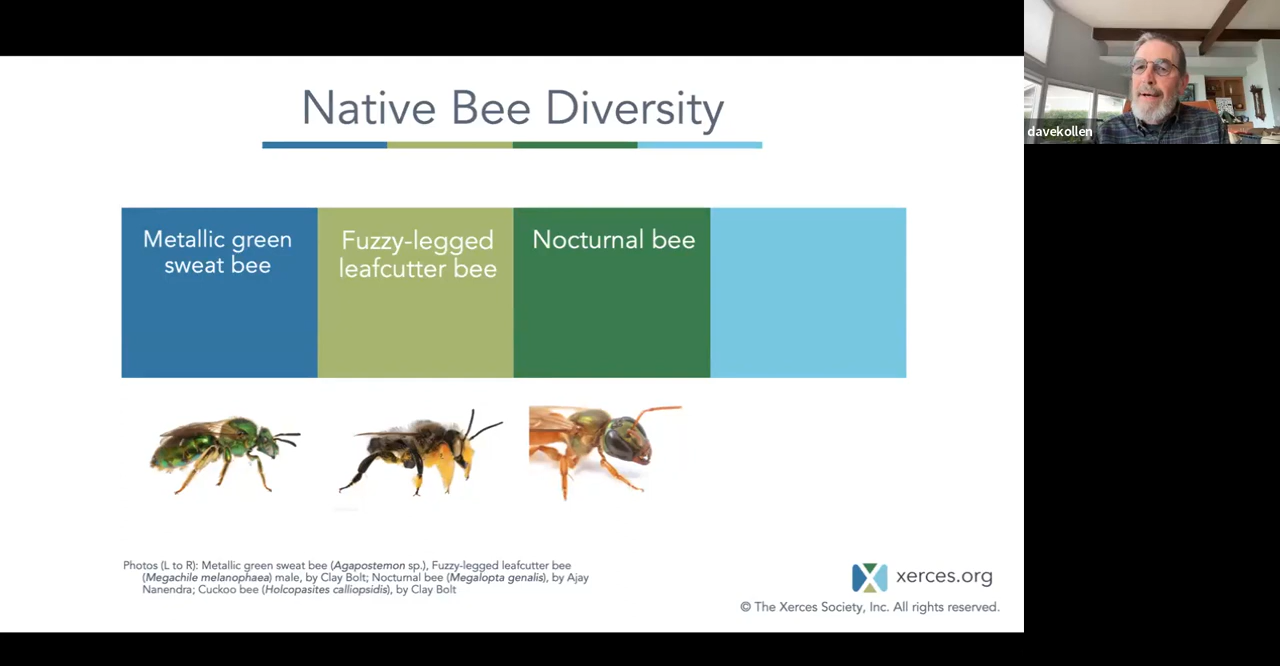 Native Bee Diversity
davekollen
Metallic green
sweat bee
Fuzzy-legged
leafcutter bee
Nocturnal bee
Photos (L to R): Metallic green sweat bee (Agapostemon sp.), Fuzzy-legged leafcutter bee
(Megachile melanophaea) male, by Clay Bolt; Nocturnal bee (Megalopta genalis), by Ajay
Nanendra; Cuckoo bee (Holcopasites calliopsidis), by Clay Bolt
xerces.org
© The Xerces Society, Inc. All rights reserved.